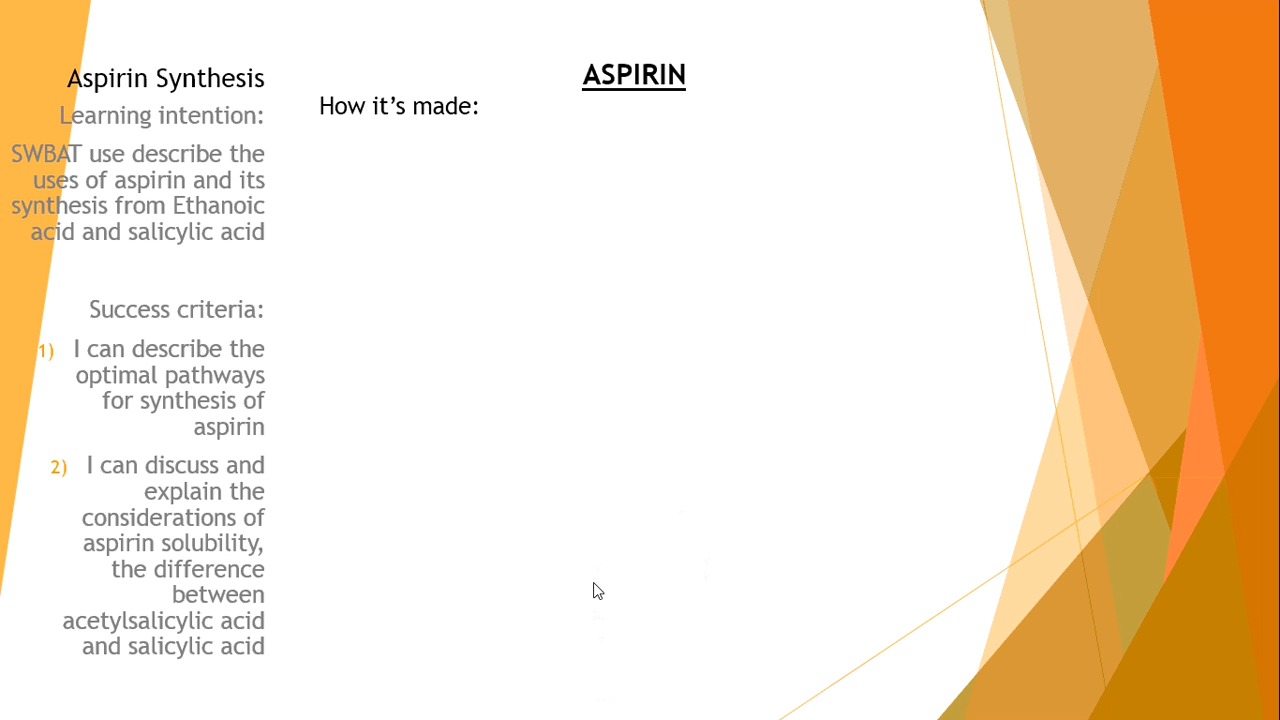 Aspirin Synthesis
Learning intention:
SWBAT use describe the
uses of aspirin and its
synthesis from Ethanoic
acid and salicylic acid
Success criteria:
1) I can describe the
optimal pathways
for synthesis of
aspirin
2) I can discuss and
explain the
considerations of
aspirin solubility,
the difference
between
acetylsalicylic acid
and salicylic acid
ASPIRIN
How it’s made: